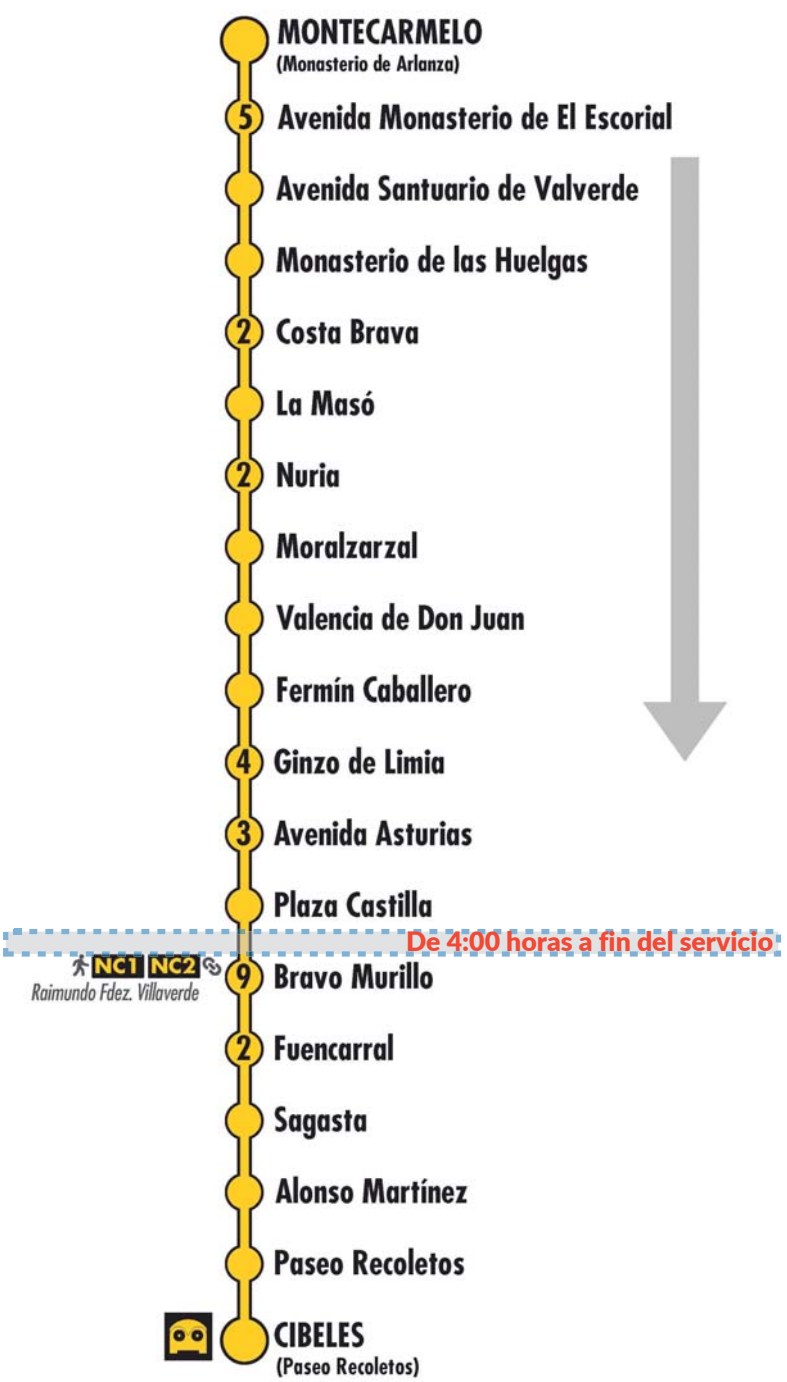 MONTECARMELO
(Monasterio de Arlanza)
5 Avenida Monasterio de El Escorial
Avenida Santuario de Valverde
Monasterio de las Huelgas
2 Costa Brava
La Masó
2 Nuria
Moralzarzal
Valencia de Don Juan
Fermín Caballero
4 Ginzo de Limia
3 Avenida Asturias
Plaza Castilla
De 4:00 horas a fin del servicio
NC1 NC2
Raimundo Fdez. Villaverde
9 Bravo Murillo
2 Fuencarral
Sagasta
Alonso Martínez
Paseo Recoletos
CIBELES
(Paseo Recoletos)